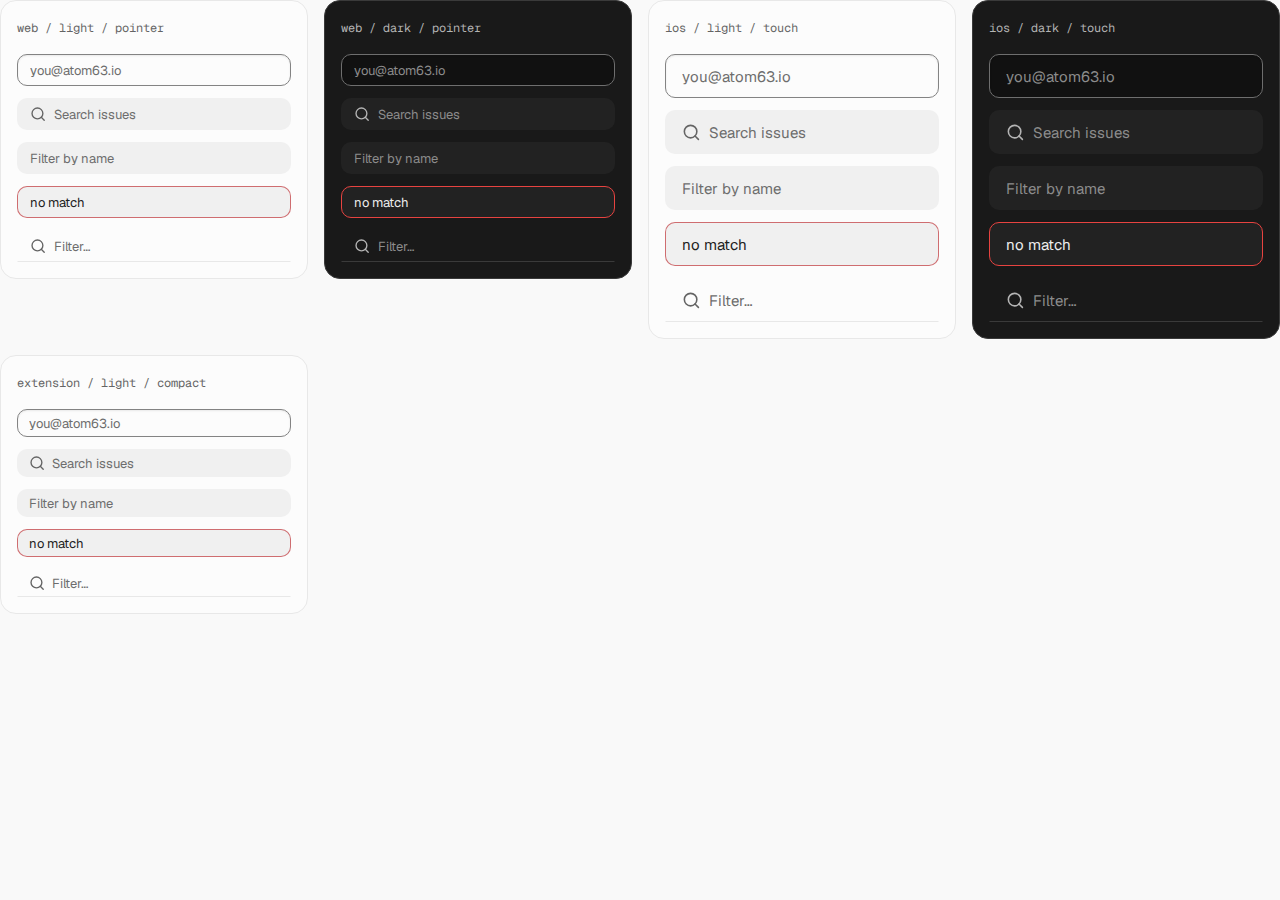 web / light / pointer
you@atom63.io
Search issues
Filter by name
no match
Filter…
web / dark / pointer
you@atom63.io
Search issues
Filter by name
no match
Filter…
ios / light / touch
you@atom63.io
Search issues
Filter by name
no match
Filter…
ios / dark / touch
you@atom63.io
Search issues
Filter by name
no match
Filter…
extension / light / compact
you@atom63.io
Search issues
Filter by name
no match
Filter…